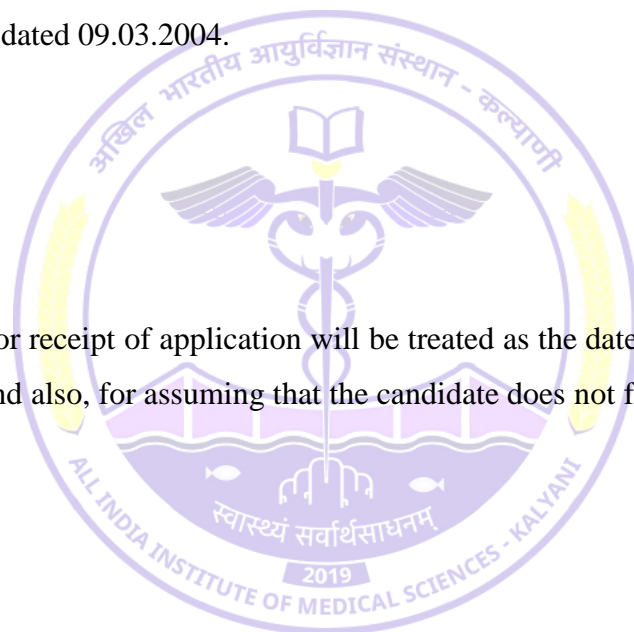 dated 09.03.2004.
अखिल भारतीय आयुर्विज्ञान संस्थान - कल्याणी
or receipt of application will be treated as the date
nd also, for assuming that the candidate does not f
स्वास्थ्यं सर्वार्थसाधनम्
2019
ALL INDIA INSTITUTE OF MEDICAL SCIENCES - KALYANI